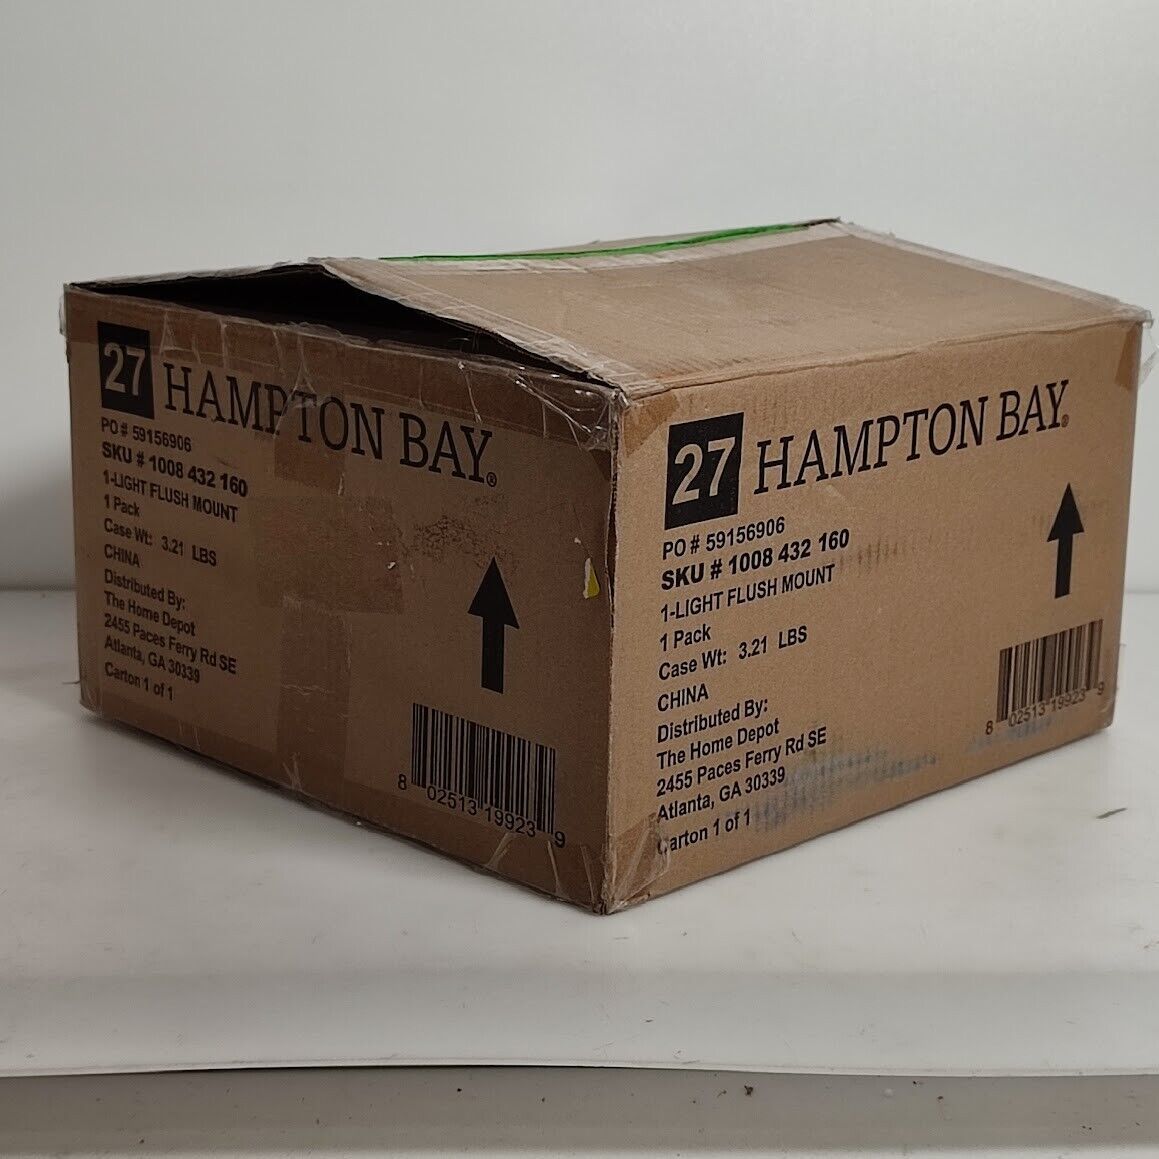 27 HAMPTON BAY®
PO # 59156906
SKU # 1008 432 160
1-LIGHT FLUSH MOUNT
1 Pack
Case Wt: 3.21 LBS
CHINA
Distributed By:
The Home Depot
2455 Paces Ferry Rd SE
Atlanta, GA 30339
Carton 1 of 1
8 02513 19923 9
27 HAMPTON BAY®
PO # 59156906
SKU # 1008 432 160
1-LIGHT FLUSH MOUNT
1 Pack
Case Wt: 3.21 LBS
CHINA
Distributed By:
The Home Depot
2455 Paces Ferry Rd SE
Atlanta, GA 30339
Carton 1 of 1
8 02513 19923 9